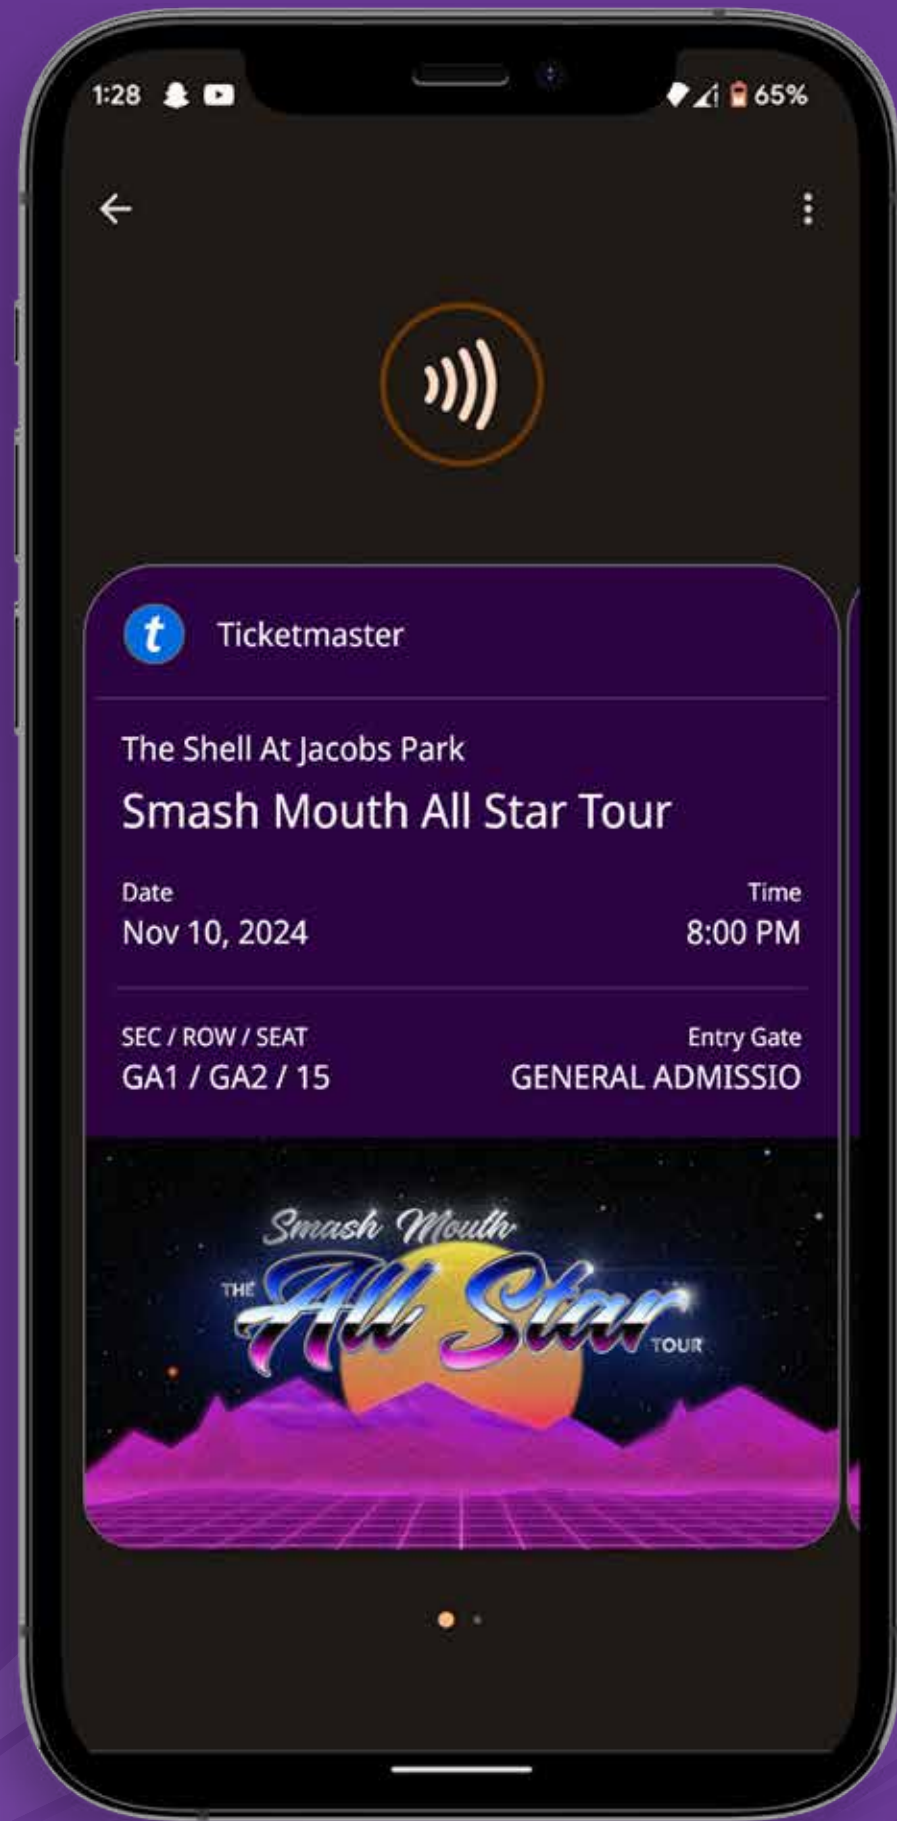 1:28
65%
t Ticketmaster
The Shell At Jacobs Park
Smash Mouth All Star Tour
Date Time
Nov 10, 2024 8:00 PM
SEC / ROW / SEAT Entry Gate
GA1 / GA2 / 15 GENERAL ADMISSIO
Smash Mouth
THE All Star TOUR